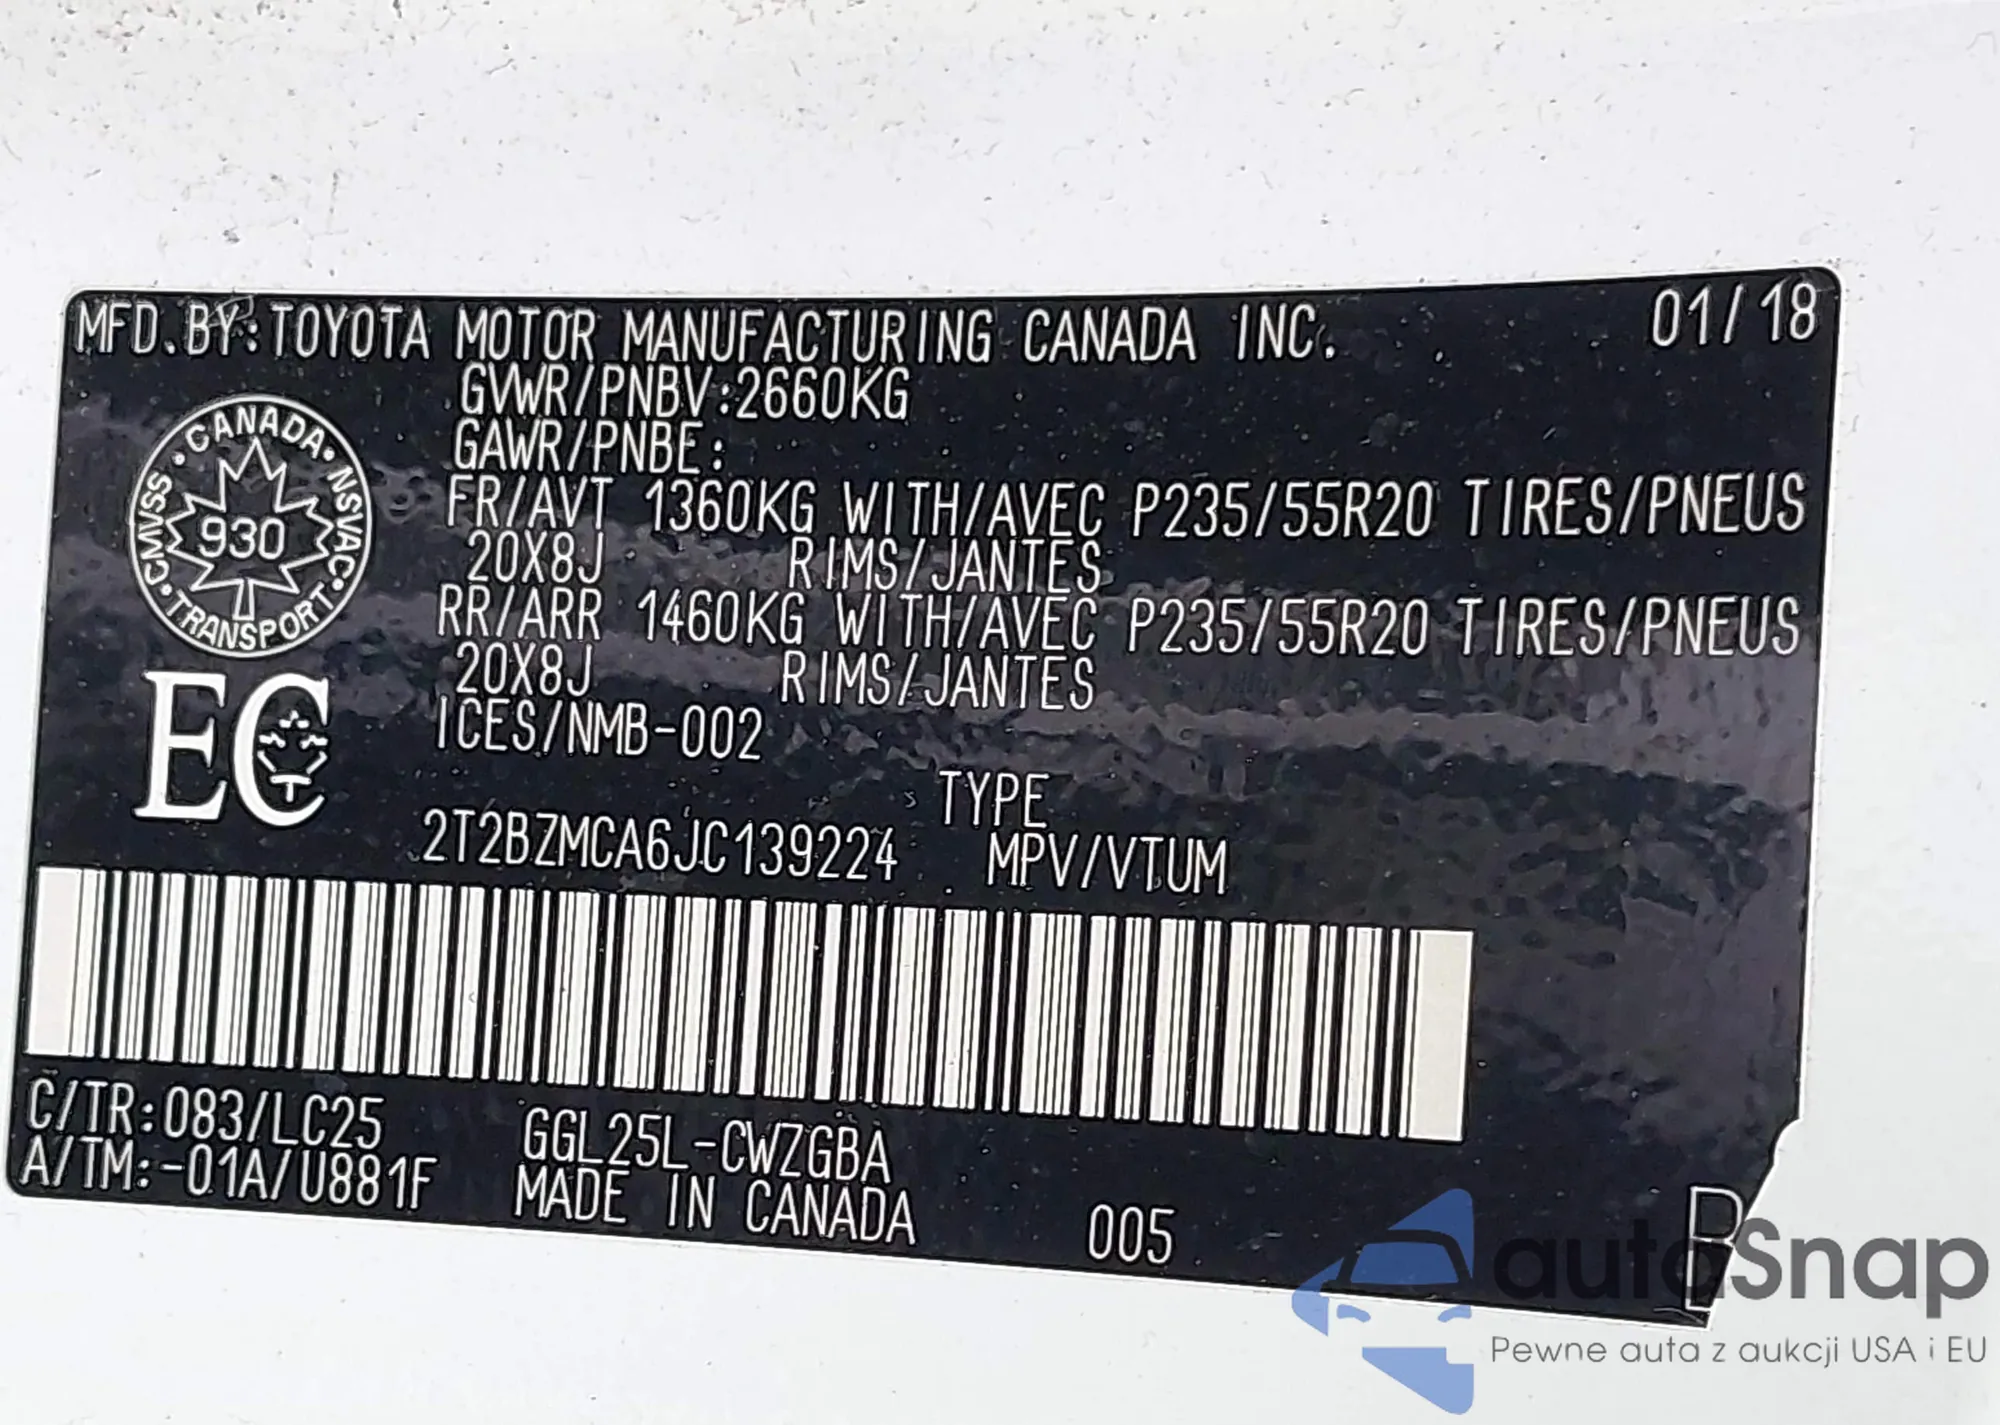 MFD.BY:TOYOTA MOTOR MANUFACTURING CANADA INC. 01/18
GVWR/PNBV:2660KG
GAWR/PNBE:
FR/AVT 1360KG WITH/AVEC P235/55R20 TIRES/PNEUS
20X8J RIMS/JANTES
RR/ARR 1460KG WITH/AVEC P235/55R20 TIRES/PNEUS
20X8J RIMS/JANTES
ICES/NMB-002
CANADA · NSVAC · TRANSPORT · CMVSS
930
EC
TYPE
2T2BZMCA6JC139224 MPV/VTUM
C/TR:083/LC25 GGL25L-CWZGBA
A/TM:-01A/U881F MADE IN CANADA 005
autoSnap
Pewne auta z aukcji USA i EU